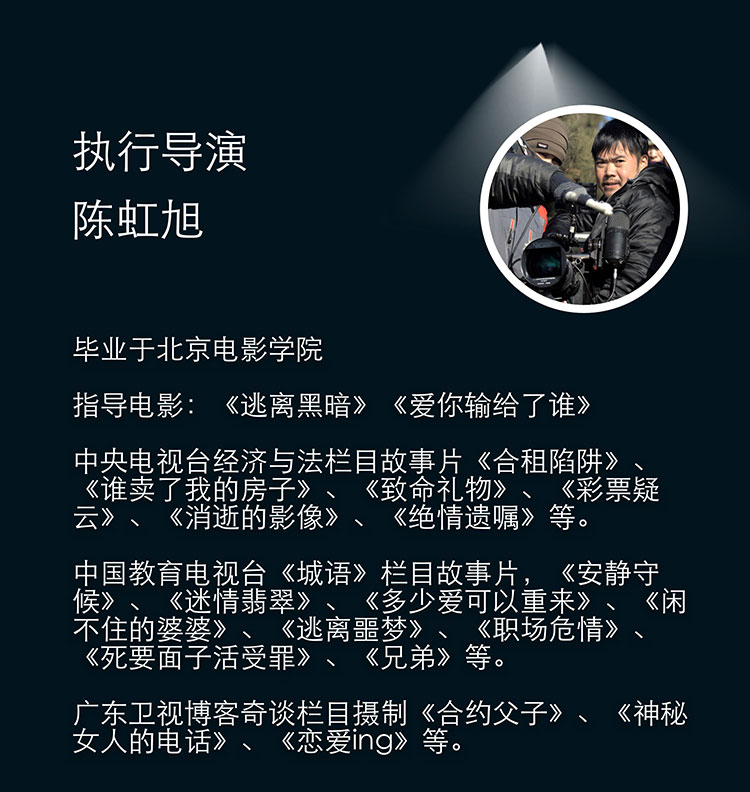 执行导演
陈虹旭
毕业于北京电影学院
指导电影：《逃离黑暗》《爱你输给了谁》
中央电视台经济与法栏目故事片《合租陷阱》、
《谁卖了我的房子》、《致命礼物》、《彩票疑
云》、《消逝的影像》、《绝情遗嘱》等。
中国教育电视台《城语》栏目故事片，《安静守
候》、《迷情翡翠》、《多少爱可以重来》、《闲
不住的婆婆》、《逃离噩梦》、《职场危情》、
《死要面子活受罪》、《兄弟》等。
广东卫视博客奇谈栏目摄制《合约父子》、《神秘
女人的电话》、《恋爱ing》等。